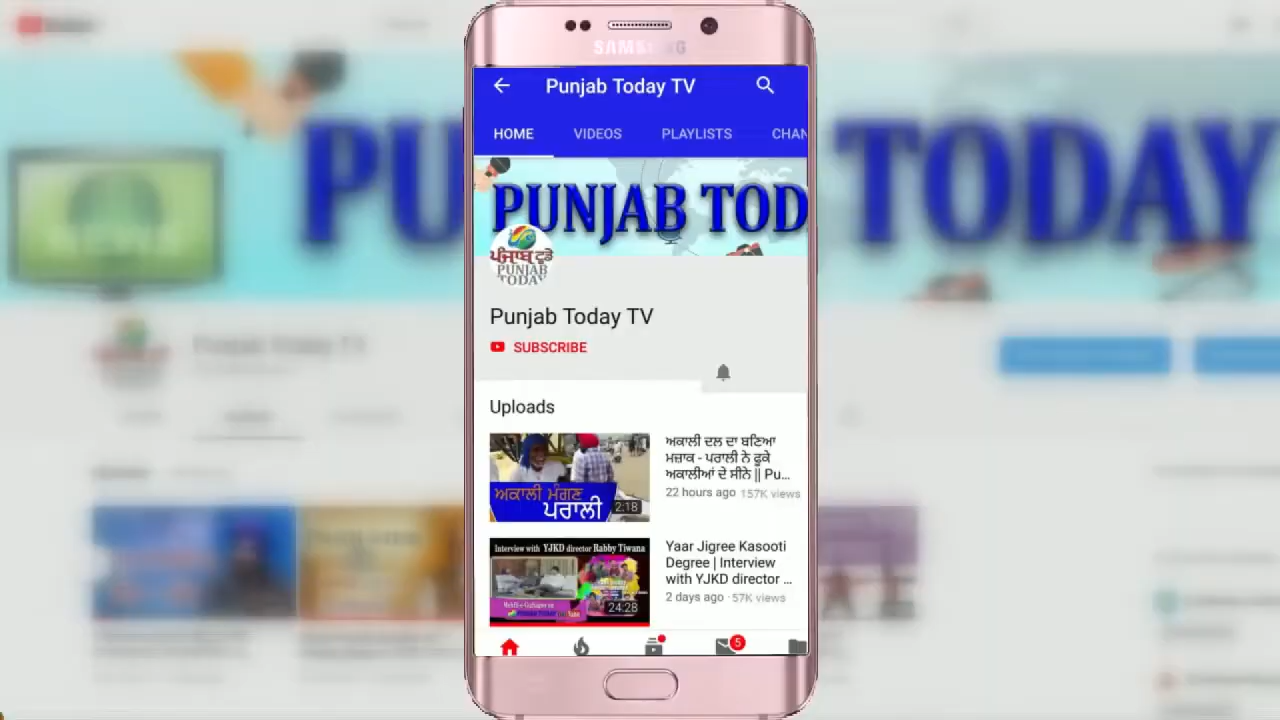 SAMSUNG
Punjab Today TV
HOME VIDEOS PLAYLISTS CHAN
PUNJAB TOD
PU
TODAY
ਪੰਜਾਬ ਟੂਡੇ
PUNJAB
TODAY
Punjab Today TV
SUBSCRIBE
Uploads
ਅਕਾਲੀ ਮੰਗਣ
ਪਰਾਲੀ
2:18
ਅਕਾਲੀ ਦਲ ਦਾ ਬਣਿਆ
ਮਜ਼ਾਕ - ਪਰਾਲੀ ਨੇ ਫੂਕੇ
ਅਕਾਲੀਆਂ ਦੇ ਸੀਨੇ || Pu...
22 hours ago 157K views
Interview with YJKD director Rabby Tiwana
24:28
Yaar Jigree Kasooti
Degree | Interview
with YJKD director ...
2 days ago · 57K views
5